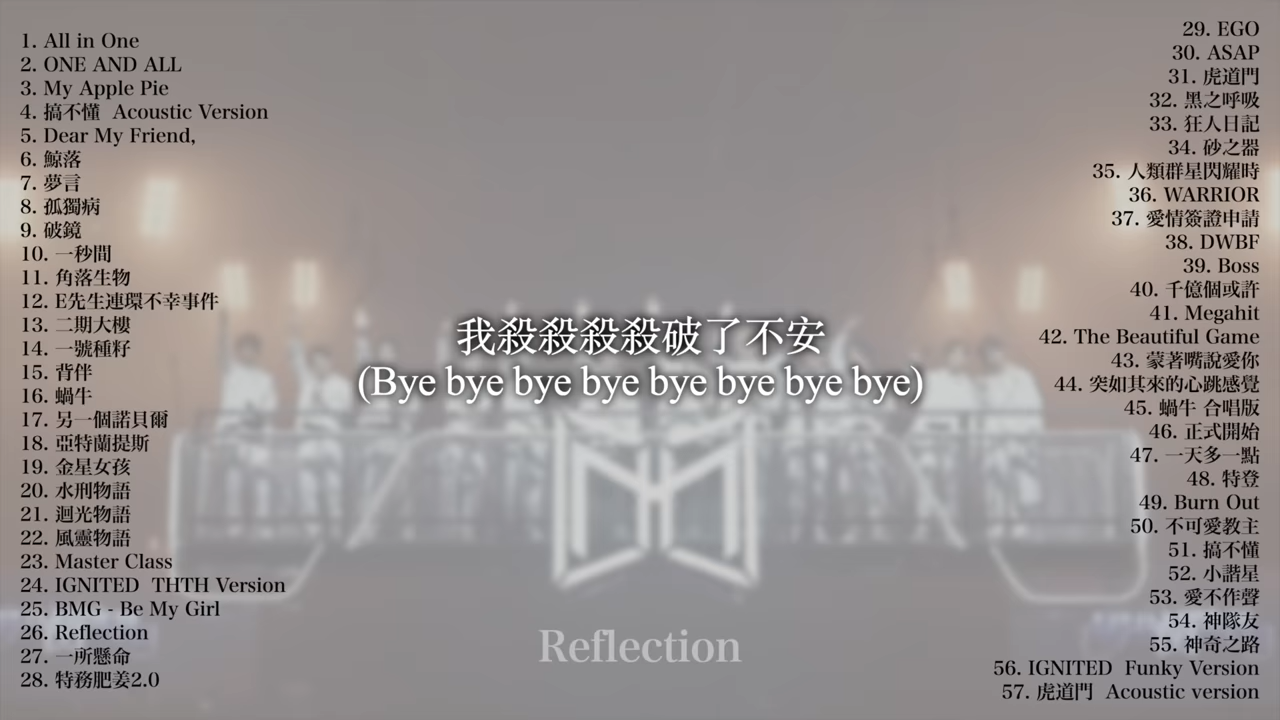 1. All in One
2. ONE AND ALL
3. My Apple Pie
4. 搞不懂  Acoustic Version
5. Dear My Friend,
6. 鯨落
7. 夢言
8. 孤獨病
9. 破鏡
10. 一秒間
11. 角落生物
12. E先生連環不幸事件
13. 二期大樓
14. 一號種籽
15. 背伴
16. 蝸牛
17. 另一個諾貝爾
18. 亞特蘭提斯
19. 金星女孩
20. 水刑物語
21. 迴光物語
22. 風靈物語
23. Master Class
24. IGNITED  THTH Version
25. BMG - Be My Girl
26. Reflection
27. 一所懸命
28. 特務肥姜2.0
我殺殺殺殺破了不安
(Bye bye bye bye bye bye bye bye)
Reflection
29. EGO
30. ASAP
31. 虎道門
32. 黑之呼吸
33. 狂人日記
34. 砂之器
35. 人類群星閃耀時
36. WARRIOR
37. 愛情簽證申請
38. DWBF
39. Boss
40. 千億個或許
41. Megahit
42. The Beautiful Game
43. 蒙著嘴說愛你
44. 突如其來的心跳感覺
45. 蝸牛 合唱版
46. 正式開始
47. 一天多一點
48. 特登
49. Burn Out
50. 不可愛教主
51. 搞不懂
52. 小諧星
53. 愛不作聲
54. 神隊友
55. 神奇之路
56. IGNITED  Funky Version
57. 虎道門  Acoustic version